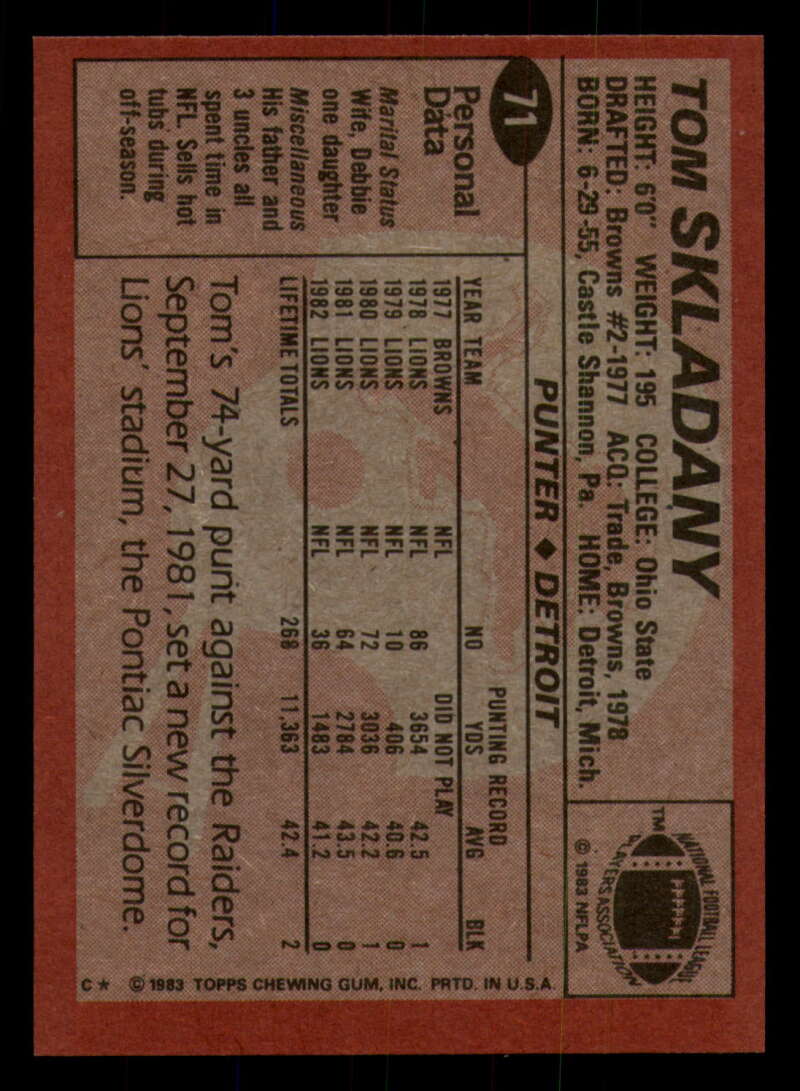 TOM SKLADANY
HEIGHT: 6'0" WEIGHT: 195 COLLEGE: Ohio State
DRAFTED: Browns #2-1977 ACQ: Trade, Browns, 1978
BORN: 6-29-55, Castle Shannon, Pa. HOME: Detroit, Mich.
NATIONAL FOOTBALL LEAGUE
PLAYERS ASSOCIATION
TM
© 1983 NFLPA
71
PUNTER ♦ DETROIT
Personal
Data
Marital Status
Wife, Debbie
one daughter
Miscellaneous
His father and
3 uncles all
spent time in
NFL. Sells hot
tubs during
off-season.
PUNTING RECORD
YEAR TEAM NO YDS AVG BLK
1977 BROWNS NFL DID NOT PLAY
1978 LIONS NFL 86 3654 42.5 1
1979 LIONS NFL 10 406 40.6 0
1980 LIONS NFL 72 3036 42.2 1
1981 LIONS NFL 64 2784 43.5 0
1982 LIONS NFL 36 1483 41.2 0
LIFETIME TOTALS 268 11,363 42.4 2
Tom's 74-yard punt against the Raiders,
September 27, 1981, set a new record for
Lions' stadium, the Pontiac Silverdome.
C* © 1983 TOPPS CHEWING GUM, INC. PRTD. IN U.S.A.